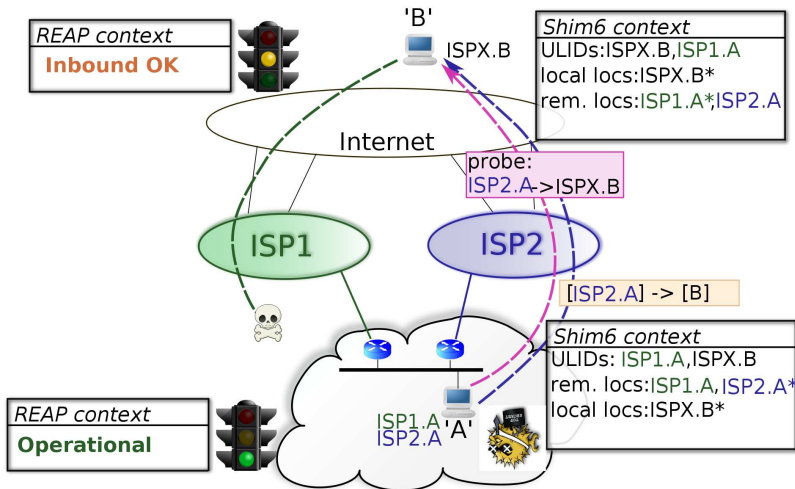 REAP context
Inbound OK
'B'
ISPX.B
Shim6 context
ULIDs:ISPX.B,ISP1.A
local locs:ISPX.B*
rem. locs:ISP1.A*,ISP2.A
Internet
probe:
ISP2.A->ISPX.B
ISP1
ISP2
[ISP2.A] -> [B]
Shim6 context
ULIDs: ISP1.A,ISPX.B
rem. locs:ISP1.A,ISP2.A*
local locs:ISPX.B*
REAP context
Operational
ISP1.A
ISP2.A
'A'